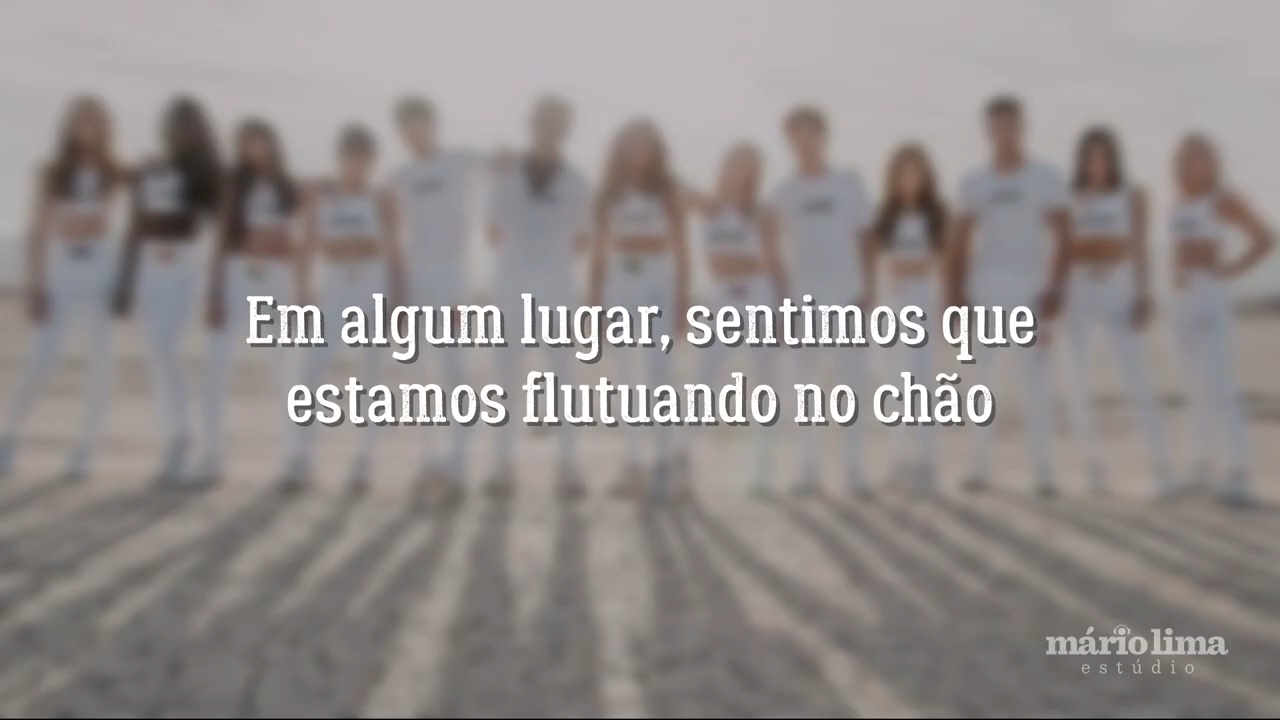 Em algum lugar, sentimos que
estamos flutuando no chão
mário lima
estúdio